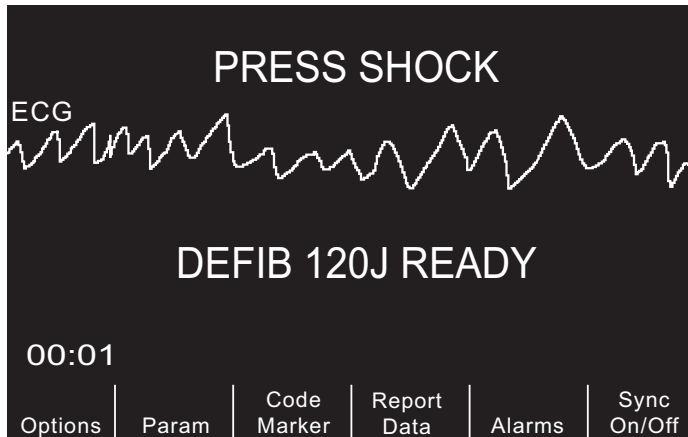 PRESS SHOCK
ECG
DEFIB 120J READY
00:01
Options Param Code Marker Report Data Alarms Sync On/Off